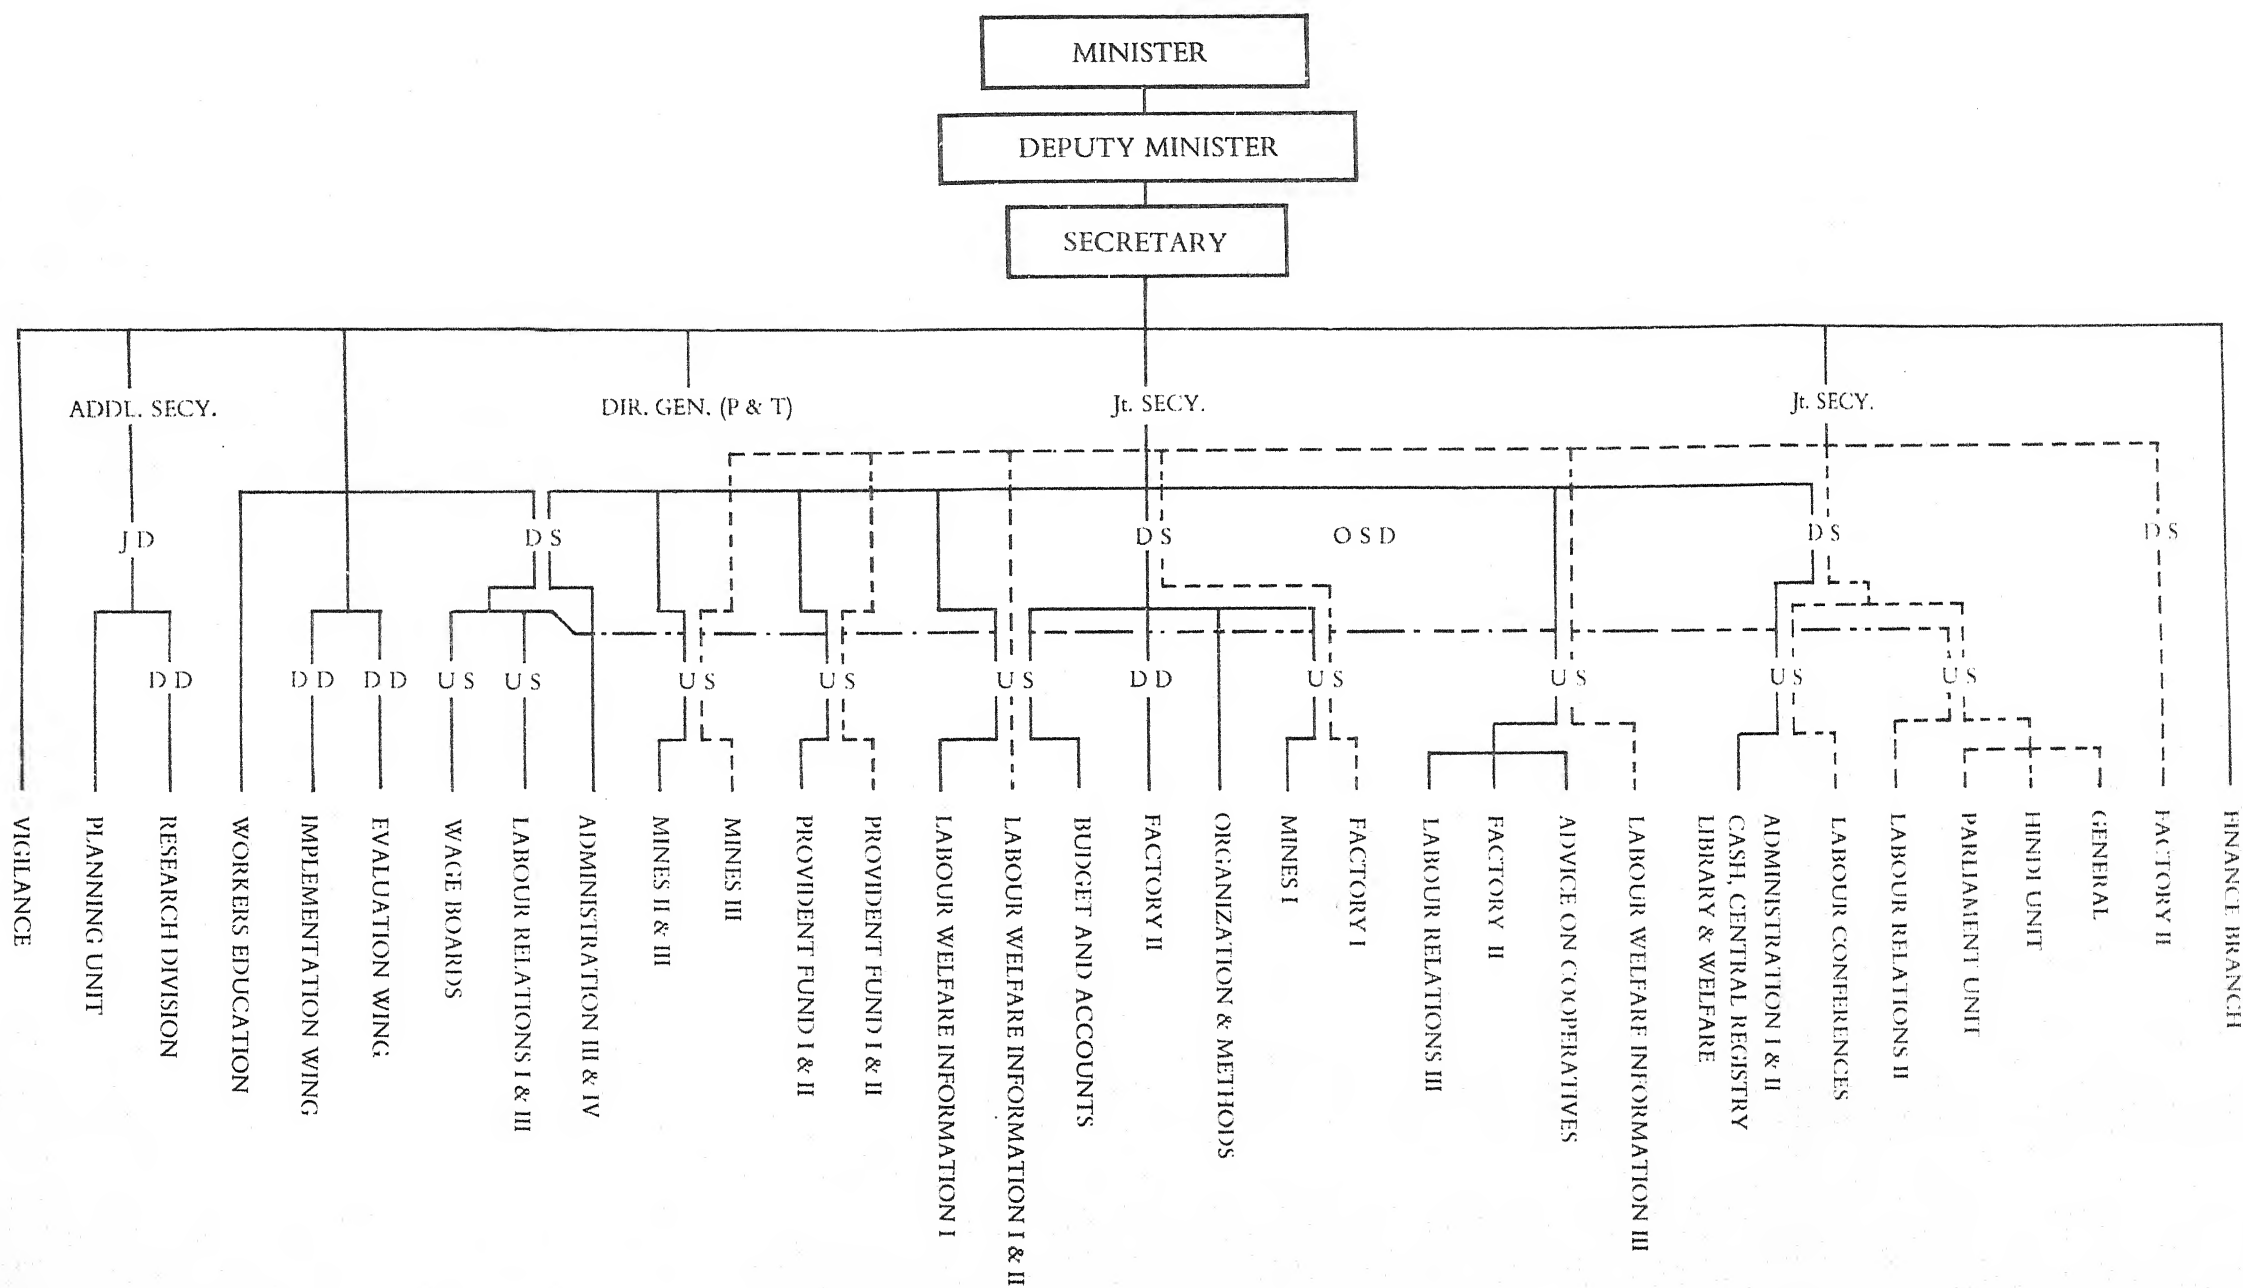 MINISTER
DEPUTY MINISTER
SECRETARY
ADDL. SECY.
DIR. GEN. (P & T)
Jt. SECY.
Jt. SECY.
J D
D S
D S
O S D
D S
D S
D D
D D
D D
U S
U S
U S
U S
U S
D D
U S
U S
U S
U S
VIGILANCE
PLANNING UNIT
RESEARCH DIVISION
WORKERS EDUCATION
IMPLEMENTATION WING
EVALUATION WING
WAGE BOARDS
LABOUR RELATIONS I & III
ADMINISTRATION III & IV
MINES II & III
MINES III
PROVIDENT FUND I & II
PROVIDENT FUND I & II
LABOUR WELFARE INFORMATION I
LABOUR WELFARE INFORMATION I & II
BUDGET AND ACCOUNTS
FACTORY II
ORGANIZATION & METHODS
MINES I
FACTORY I
LABOUR RELATIONS III
FACTORY II
ADVICE ON COOPERATIVES
LABOUR WELFARE INFORMATION III
ADMINISTRATION I & II
CASH, CENTRAL REGISTRY
LIBRARY & WELFARE
LABOUR CONFERENCES
LABOUR RELATIONS II
PARLIAMENT UNIT
HINDI UNIT
GENERAL
FACTORY II
FINANCE BRANCH